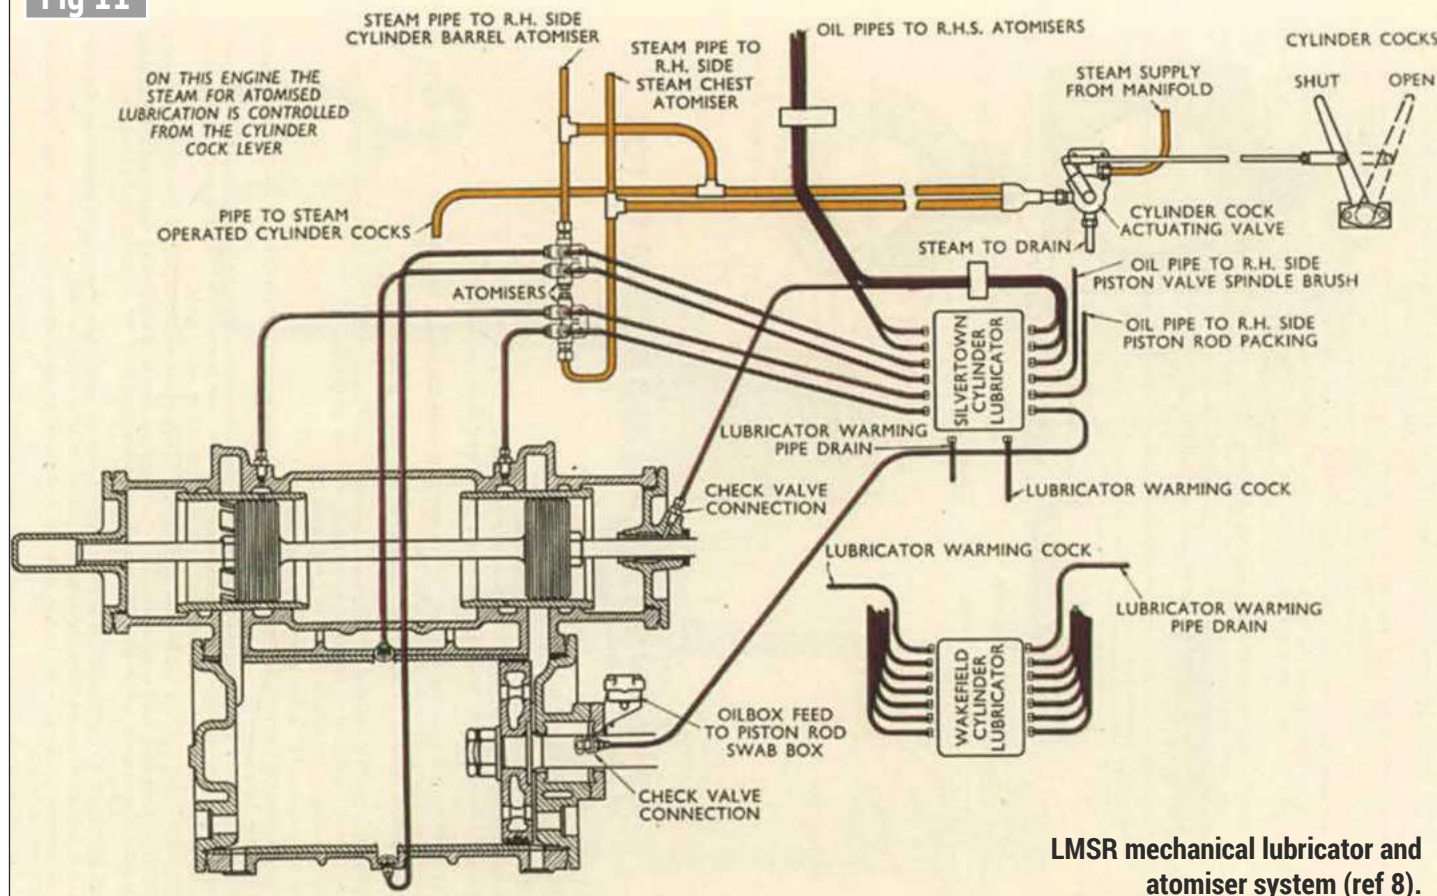 Fig 11
STEAM PIPE TO R.H. SIDE
CYLINDER BARREL ATOMISER
STEAM PIPE TO
R.H. SIDE
STEAM CHEST
ATOMISER
OIL PIPES TO R.H.S. ATOMISERS
CYLINDER COCKS
SHUT
OPEN
STEAM SUPPLY
FROM MANIFOLD
ON THIS ENGINE THE
STEAM FOR ATOMISED
LUBRICATION IS CONTROLLED
FROM THE CYLINDER
COCK LEVER
PIPE TO STEAM
OPERATED CYLINDER COCKS
CYLINDER COCK
ACTUATING VALVE
STEAM TO DRAIN
OIL PIPE TO R.H. SIDE
PISTON VALVE SPINDLE BRUSH
ATOMISERS
OIL PIPE TO R.H. SIDE
PISTON ROD PACKING
SILVERTOWN
CYLINDER
LUBRICATOR
LUBRICATOR WARMING
PIPE DRAIN
LUBRICATOR WARMING COCK
CHECK VALVE
CONNECTION
LUBRICATOR WARMING COCK
LUBRICATOR WARMING
PIPE DRAIN
WAKEFIELD
CYLINDER
LUBRICATOR
OILBOX FEED
TO PISTON ROD
SWAB BOX
CHECK VALVE
CONNECTION
LMSR mechanical lubricator and
atomiser system (ref 8).